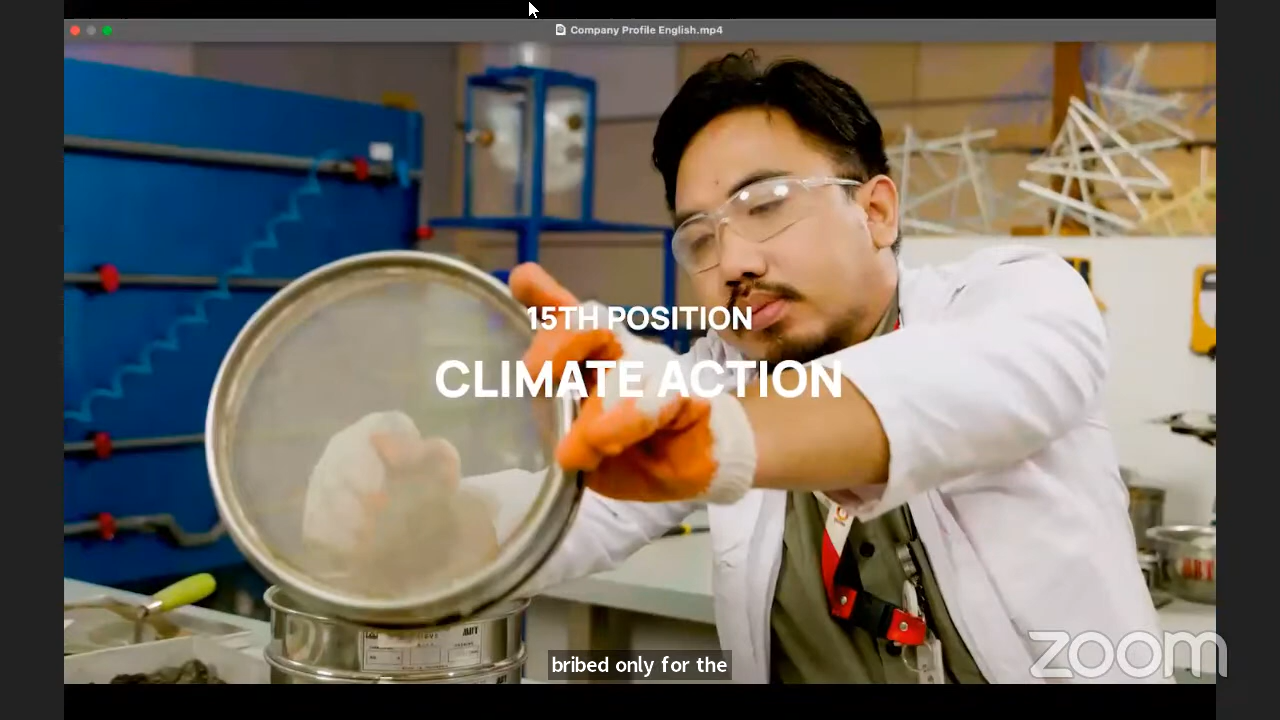 Company Profile English.mp4
15TH POSITION
CLIMATE ACTION
bribed only for the
zoom